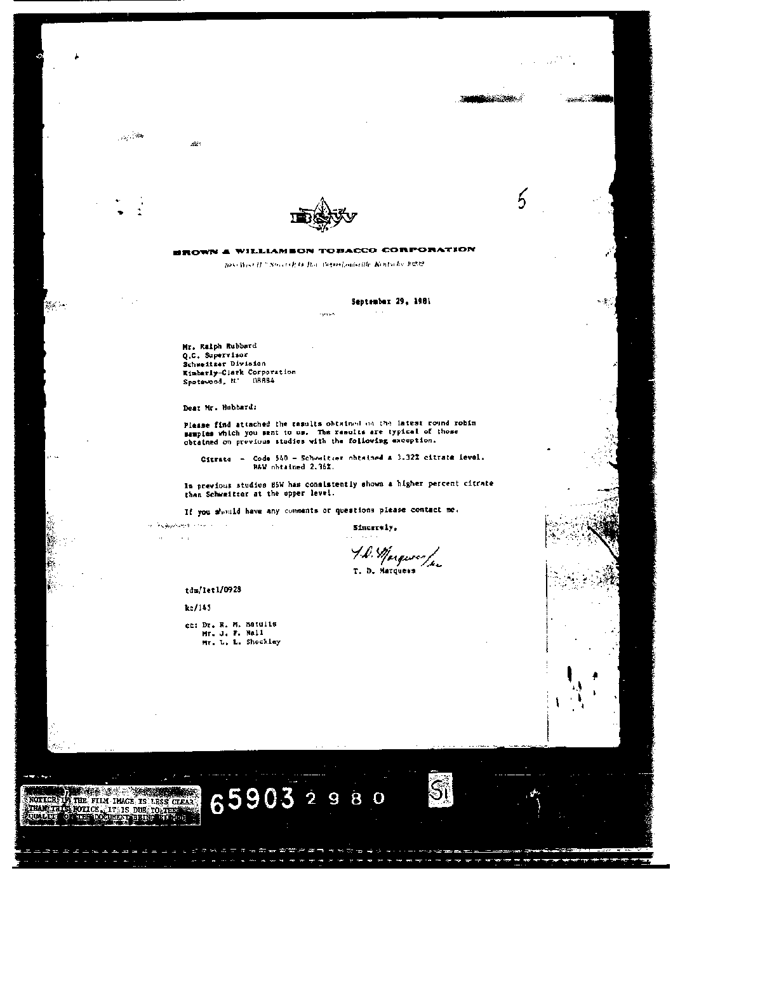 5
B&W
BROWN & WILLIAMSON TOBACCO CORPORATION
September 29, 1981
Mr. Ralph Hubbard
Q.C. Supervisor
Schweitzer Division
Kimberly-Clark Corporation
Spotswood, NJ 08884
Dear Mr. Hubbard:
Please find attached the results obtained on the latest round robin
samples which you sent to us. The results are typical of those
obtained on previous studies with the following exception.
Citrate - Code 540 - Schweitzer obtained a 3.32% citrate level.
B&W obtained 2.36%.
In previous studies B&W has consistently shown a higher percent citrate
than Schweitzer at the upper level.
If you should have any comments or questions please contact me.
Sincerely,
T. D. Marquess
T. D. Marquess
tdm/let1/0928
kc/145
cc: Dr. R. M.
Mr. J. F.
Mr. L. L. Shockley
NOTICE: IF THE FILM IMAGE IS LESS CLEAR
THAN THIS NOTICE, IT IS DUE TO THE
QUALITY OF THE DOCUMENT BEING FILMED
65903 2980
SI